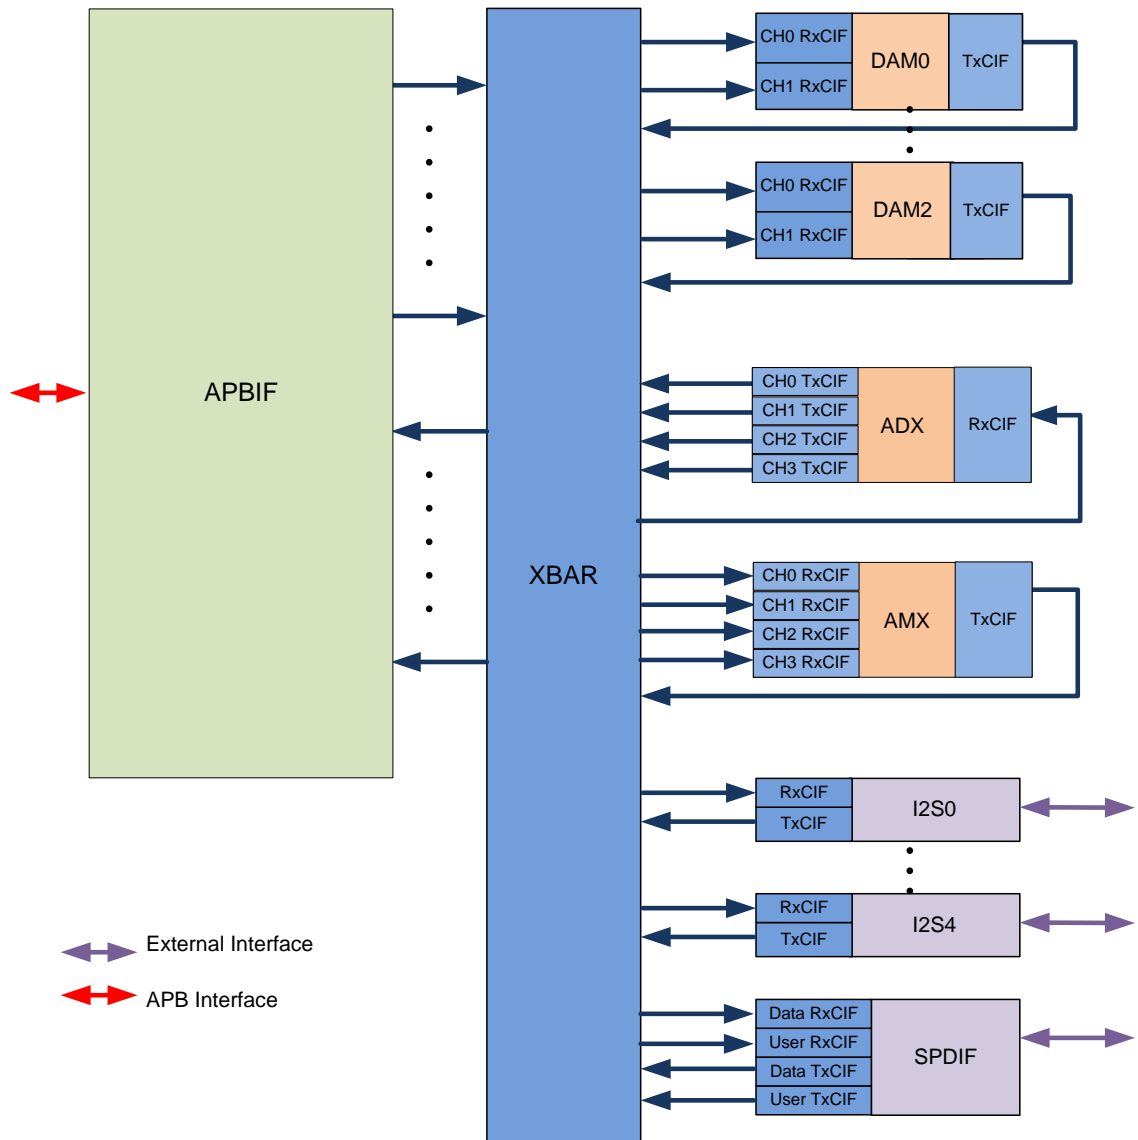 APBIF
XBAR
CH0 RxCIF
CH1 RxCIF
DAM0
TxCIF
CH0 RxCIF
CH1 RxCIF
DAM2
TxCIF
CH0 TxCIF
CH1 TxCIF
CH2 TxCIF
CH3 TxCIF
ADX
RxCIF
CH0 RxCIF
CH1 RxCIF
CH2 RxCIF
CH3 RxCIF
AMX
TxCIF
RxCIF
TxCIF
I2S0
RxCIF
TxCIF
I2S4
Data RxCIF
User RxCIF
Data TxCIF
User TxCIF
SPDIF
External Interface
APB Interface